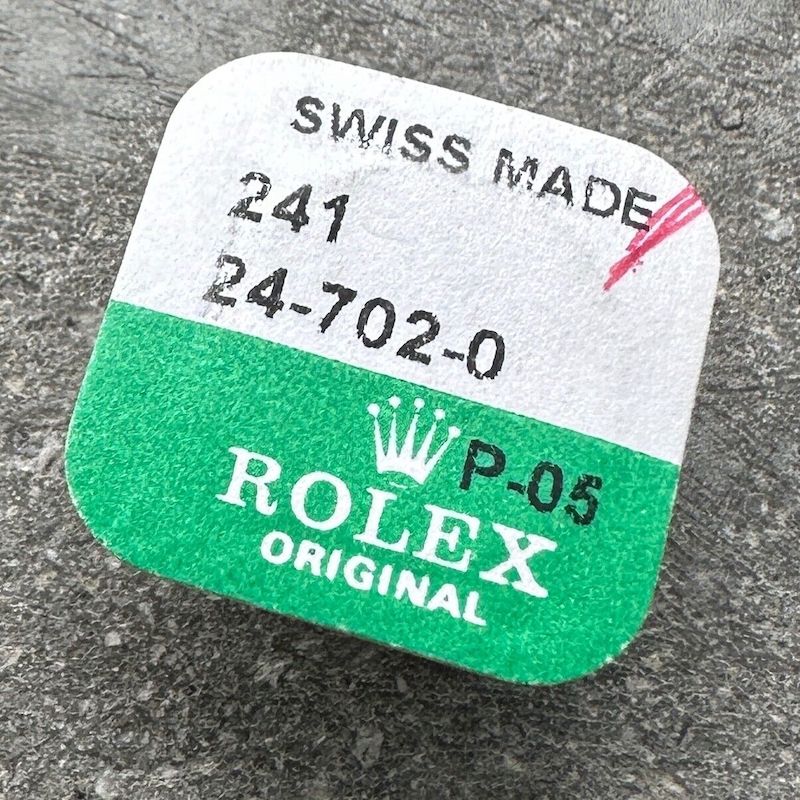 SWISS MADE
241
24-702-0
P-05
ROLEX
ORIGINAL